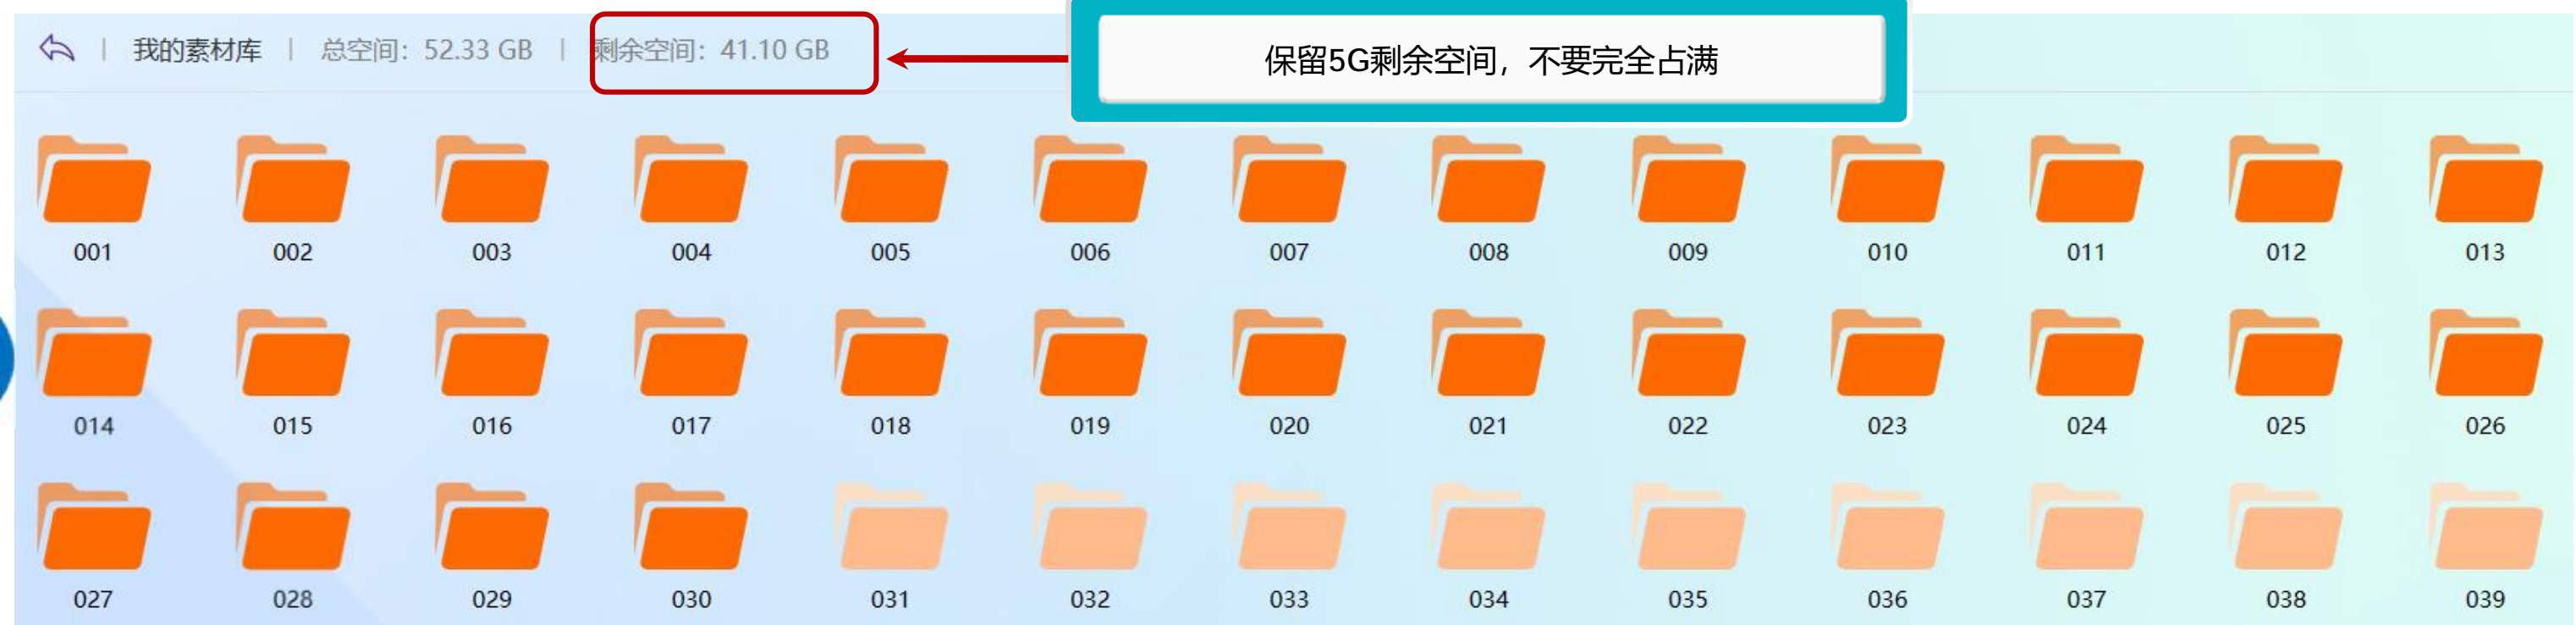 我的素材库 | 总空间：52.33 GB | 剩余空间：41.10 GB
保留5G剩余空间，不要完全占满
001 002 003 004 005 006 007 008 009 010 011 012 013
014 015 016 017 018 019 020 021 022 023 024 025 026
027 028 029 030 031 032 033 034 035 036 037 038 039